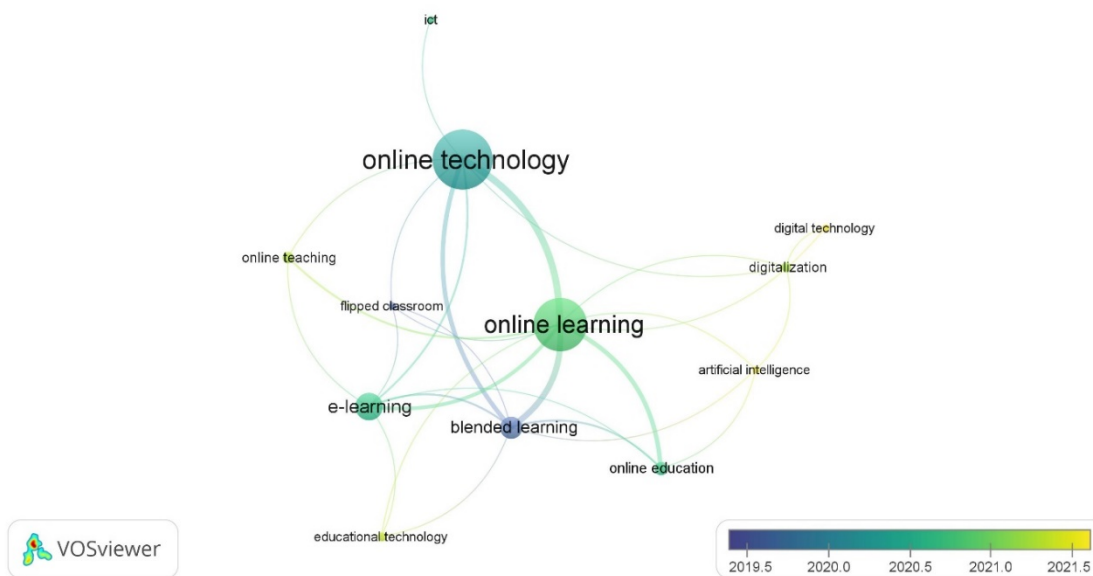 ict
online technology
digital technology
online teaching
digitalization
flipped classroom
online learning
artificial intelligence
e-learning
blended learning
online education
educational technology
VOSviewer
2019.5 2020.0 2020.5 2021.0 2021.5